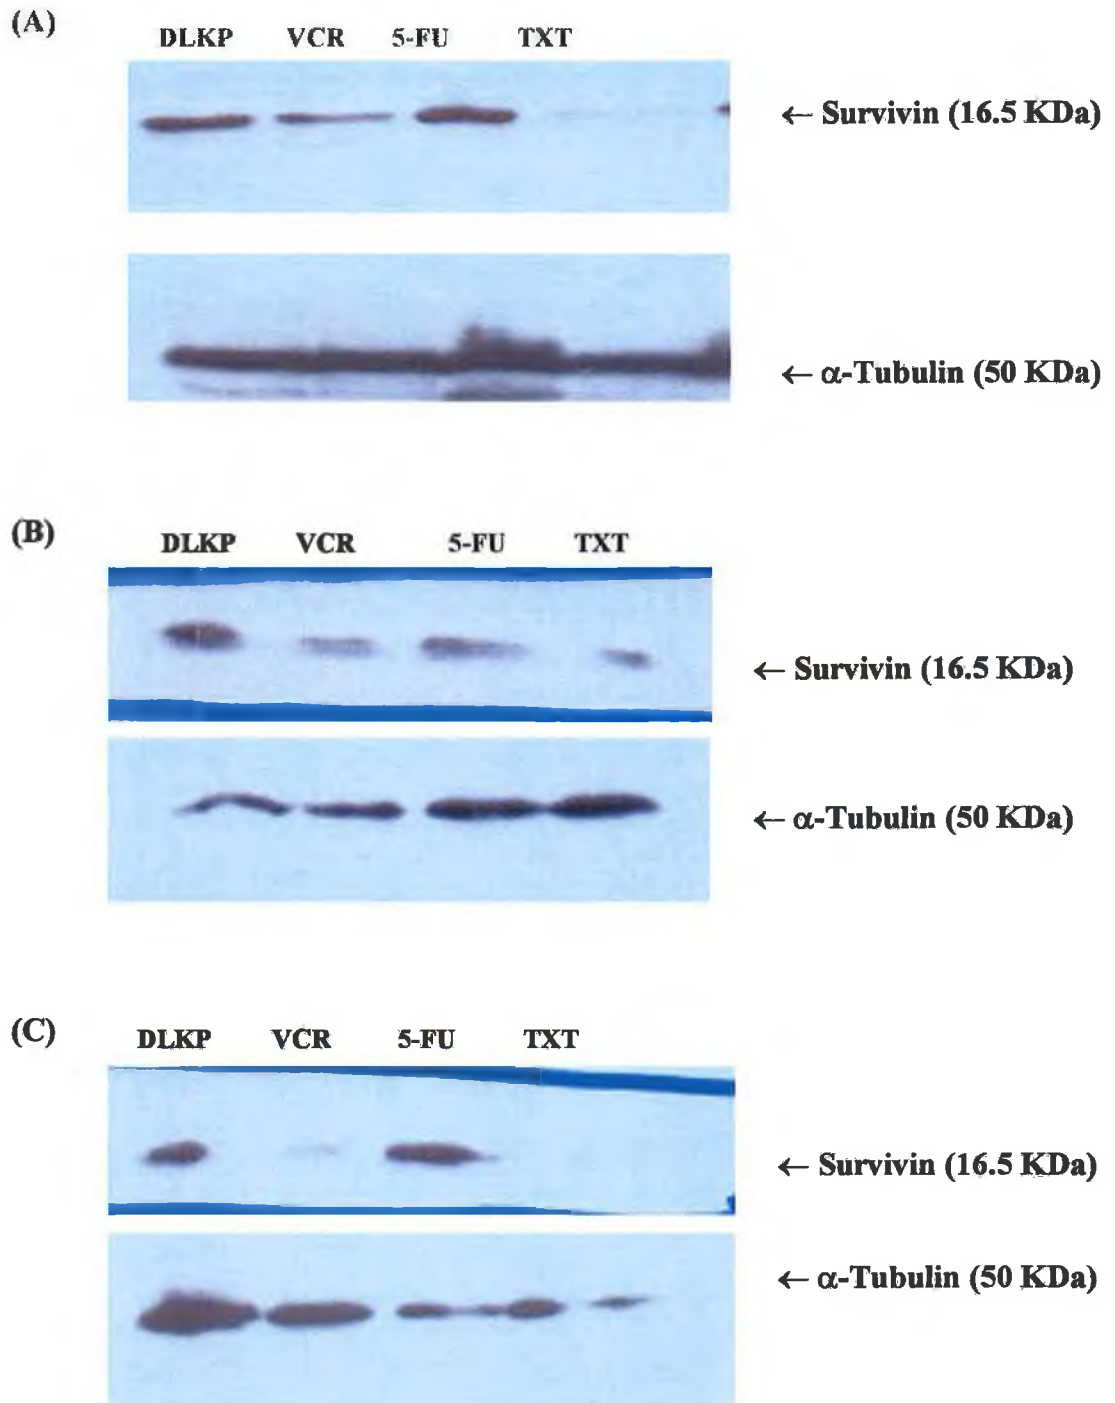 (A)
DLKP VCR 5-FU TXT
← Survivin (16.5 KDa)
← α-Tubulin (50 KDa)
(B)
DLKP VCR 5-FU TXT
← Survivin (16.5 KDa)
← α-Tubulin (50 KDa)
(C)
DLKP VCR 5-FU TXT
← Survivin (16.5 KDa)
← α-Tubulin (50 KDa)